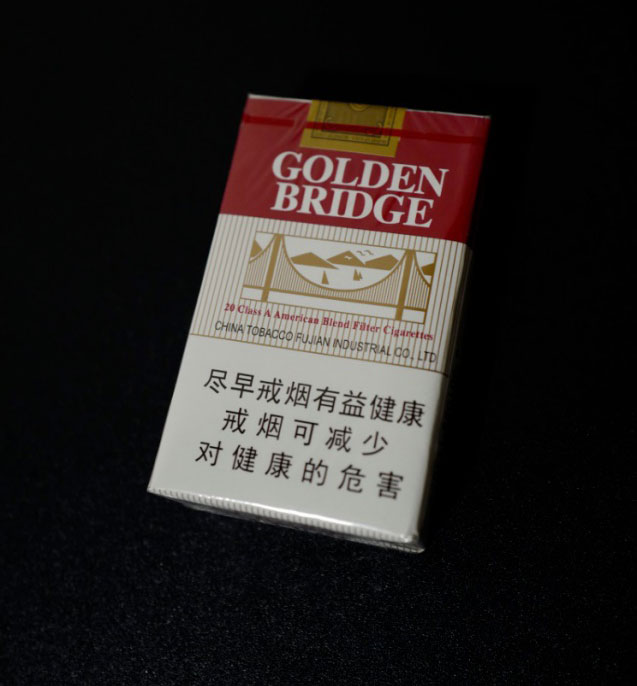 GOLDEN
BRIDGE
20 Class A American Blend Filter Cigarettes
CHINA TOBACCO FUJIAN INDUSTRIAL CO., LTD
尽早戒烟有益健康
戒烟可减少
对健康的危害